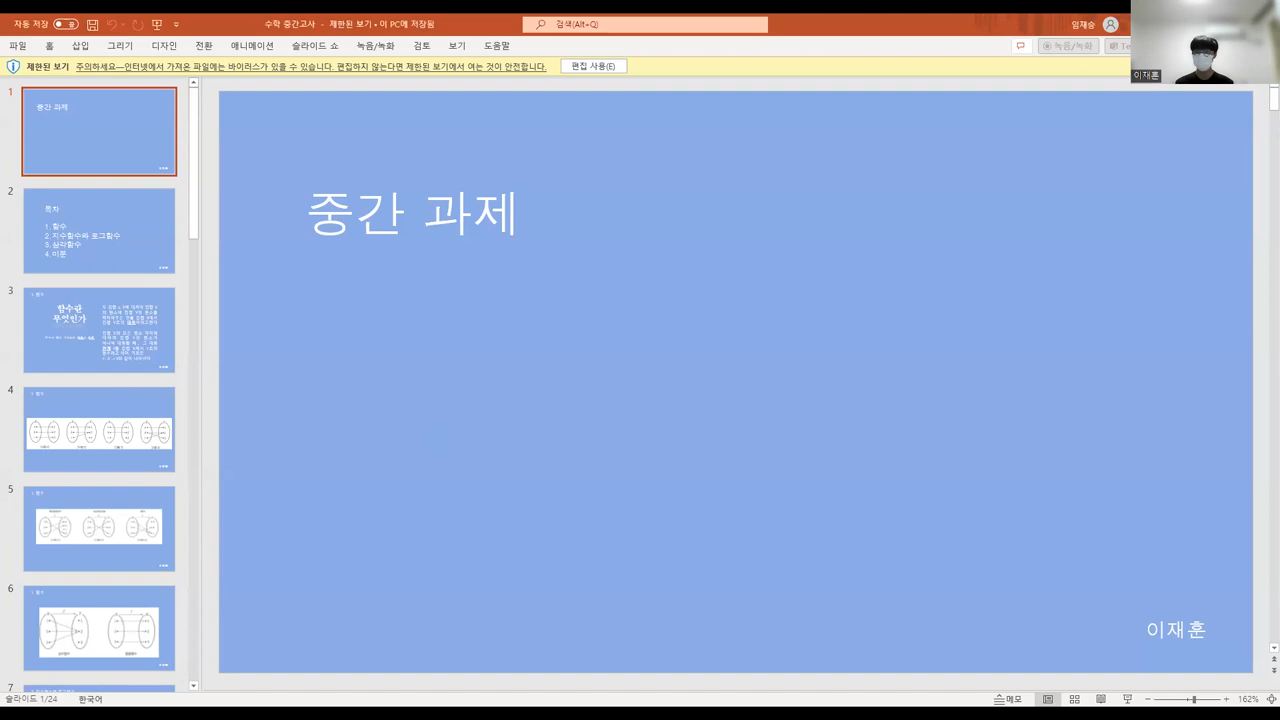 자동 저장
수학 중간고사 - 제한된 보기 • 이 PC에 저장됨
검색(Alt+Q)
임재승
파일 홈 삽입 그리기 디자인 전환 애니메이션 슬라이드 쇼 녹음/녹화 검토 보기 도움말
녹음/녹화
제한된 보기 주의하세요—인터넷에서 가져온 파일에는 바이러스가 있을 수 있습니다. 편집하지 않는다면 제한된 보기에서 여는 것이 안전합니다. 편집 사용(E)
이재훈
1
중간 과제
2
목차
1.함수
2.지수함수와 로그함수
3.삼각함수
4.미분
3
함수란
무엇인가
4
5
6
7
중간 과제
이재훈
슬라이드 1/24 한국어
메모
162%